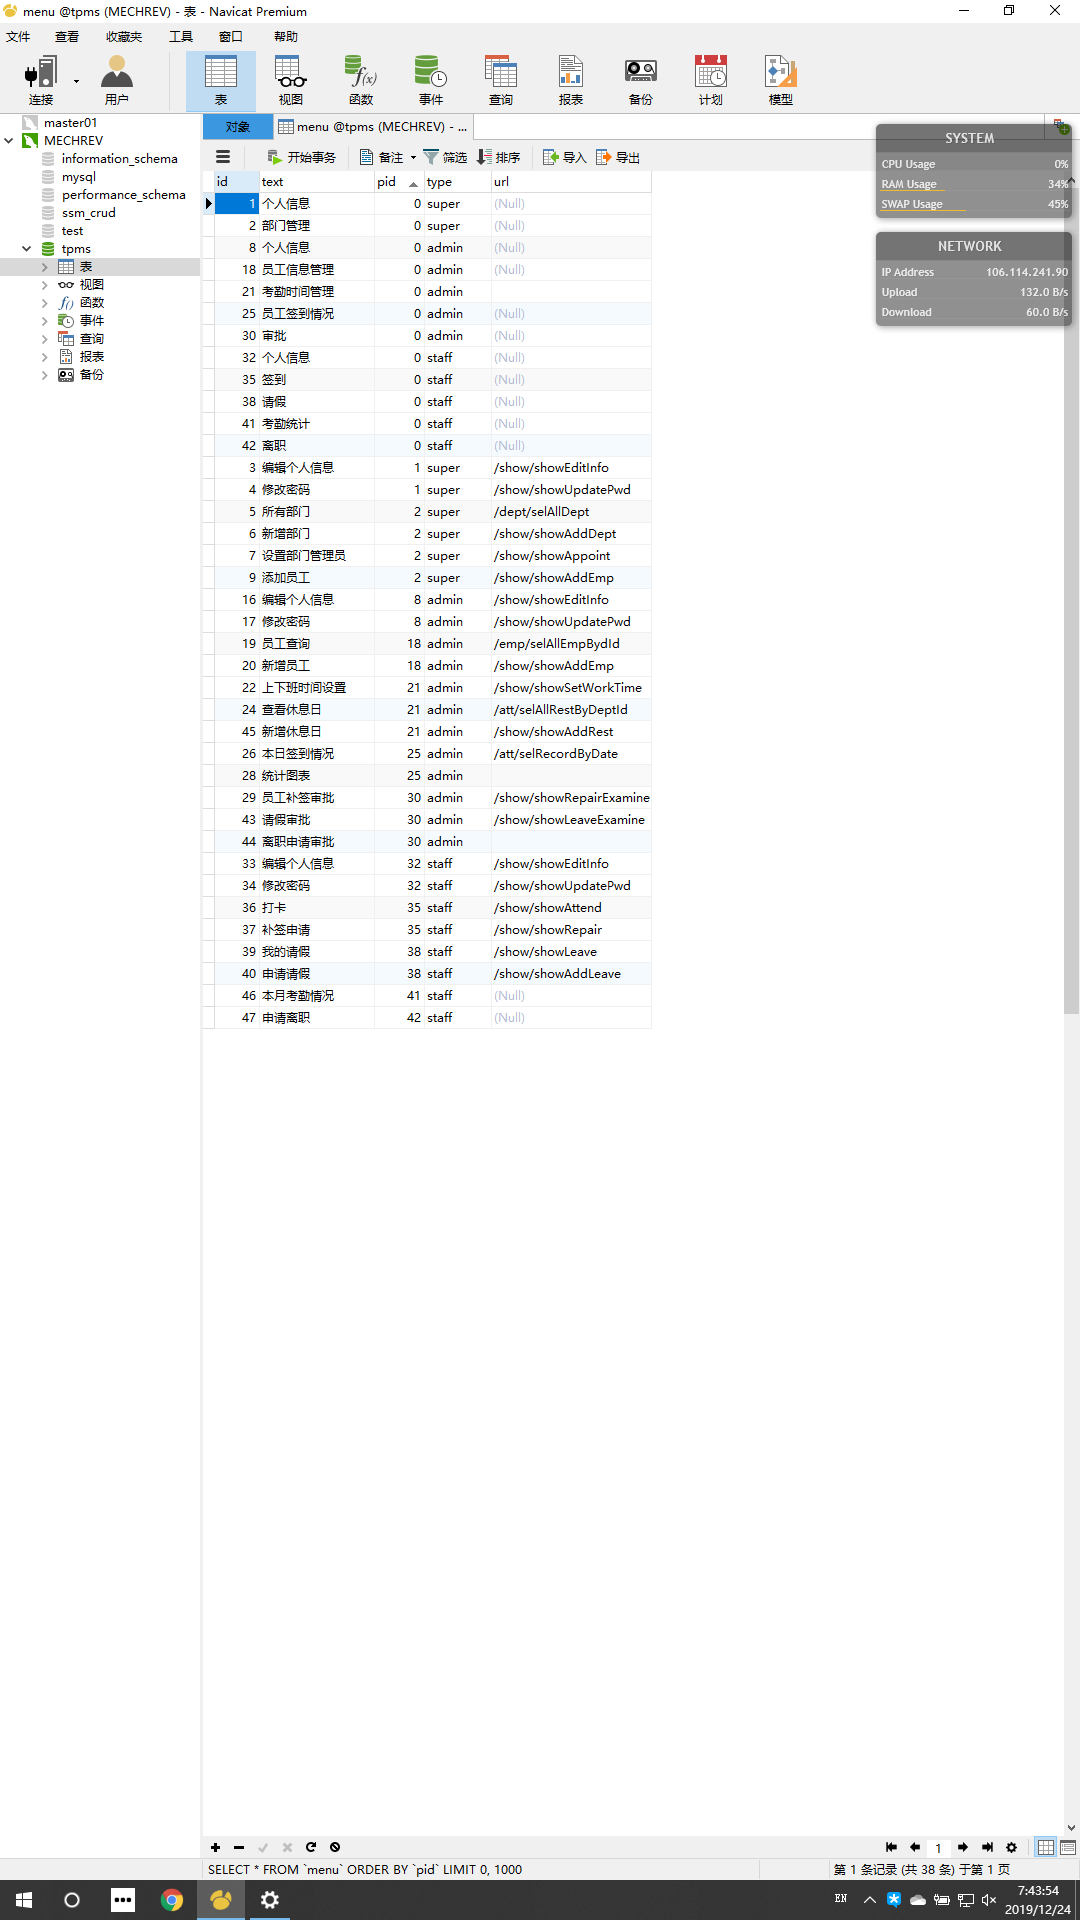 menu @tpms (MECHREV) - 表 - Navicat Premium
文件 查看 收藏夹 工具 窗口 帮助
连接 用户 表 视图 函数 事件 查询 报表 备份 计划 模型
master01
MECHREV
information_schema
mysql
performance_schema
ssm_crud
test
tpms
表
视图
函数
事件
查询
报表
备份
对象 menu @tpms (MECHREV) - ...
开始事务 备注 筛选 排序 导入 导出
id text pid type url
1 个人信息 0 super (Null)
2 部门管理 0 super (Null)
8 个人信息 0 admin (Null)
18 员工信息管理 0 admin (Null)
21 考勤时间管理 0 admin
25 员工签到情况 0 admin (Null)
30 审批 0 admin (Null)
32 个人信息 0 staff (Null)
35 签到 0 staff (Null)
38 请假 0 staff (Null)
41 考勤统计 0 staff (Null)
42 离职 0 staff (Null)
3 编辑个人信息 1 super /show/showEditInfo
4 修改密码 1 super /show/showUpdatePwd
5 所有部门 2 super /dept/selAllDept
6 新增部门 2 super /show/showAddDept
7 设置部门管理员 2 super /show/showAppoint
9 添加员工 2 super /show/showAddEmp
16 编辑个人信息 8 admin /show/showEditInfo
17 修改密码 8 admin /show/showUpdatePwd
19 员工查询 18 admin /emp/selAllEmpBydId
20 新增员工 18 admin /show/showAddEmp
22 上下班时间设置 21 admin /show/showSetWorkTime
24 查看休息日 21 admin /att/selAllRestByDeptId
45 新增休息日 21 admin /show/showAddRest
26 本日签到情况 25 admin /att/selRecordByDate
28 统计图表 25 admin
29 员工补签审批 30 admin /show/showRepairExamine
43 请假审批 30 admin /show/showLeaveExamine
44 离职申请审批 30 admin
33 编辑个人信息 32 staff /show/showEditInfo
34 修改密码 32 staff /show/showUpdatePwd
36 打卡 35 staff /show/showAttend
37 补签申请 35 staff /show/showRepair
39 我的请假 38 staff /show/showLeave
40 申请请假 38 staff /show/showAddLeave
46 本月考勤情况 41 staff (Null)
47 申请离职 42 staff (Null)
SYSTEM
CPU Usage 0%
RAM Usage 34%
SWAP Usage 45%
NETWORK
IP Address 106.114.241.90
Upload 132.0 B/s
Download 60.0 B/s
1
SELECT * FROM `menu` ORDER BY `pid` LIMIT 0, 1000
第 1 条记录 (共 38 条) 于第 1 页
EN
7:43:54
2019/12/24